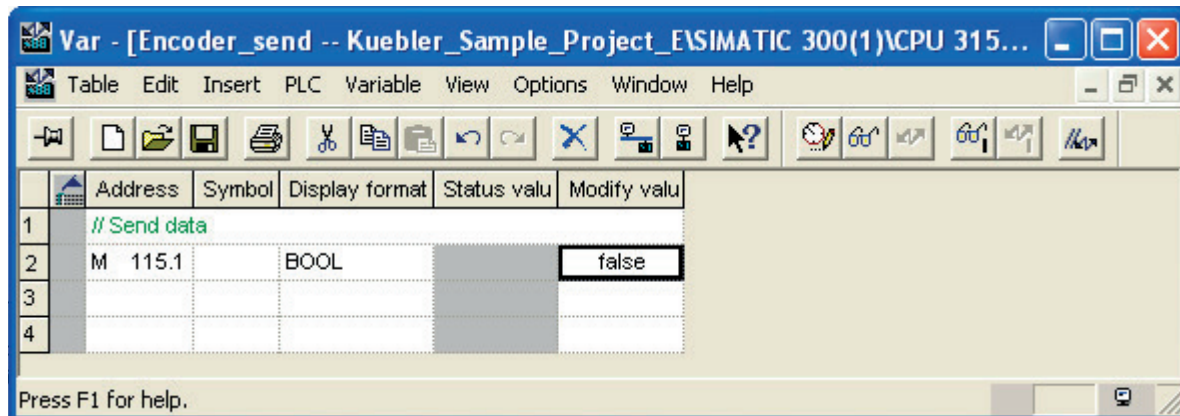 Var - [Encoder_send -- Kuebler_Sample_Project_E\SIMATIC 300(1)\CPU 315...
Table Edit Insert PLC Variable View Options Window Help
Address Symbol Display format Status valu Modify valu
1 // Send data
2 M 115.1 BOOL false
3
4
Press F1 for help.